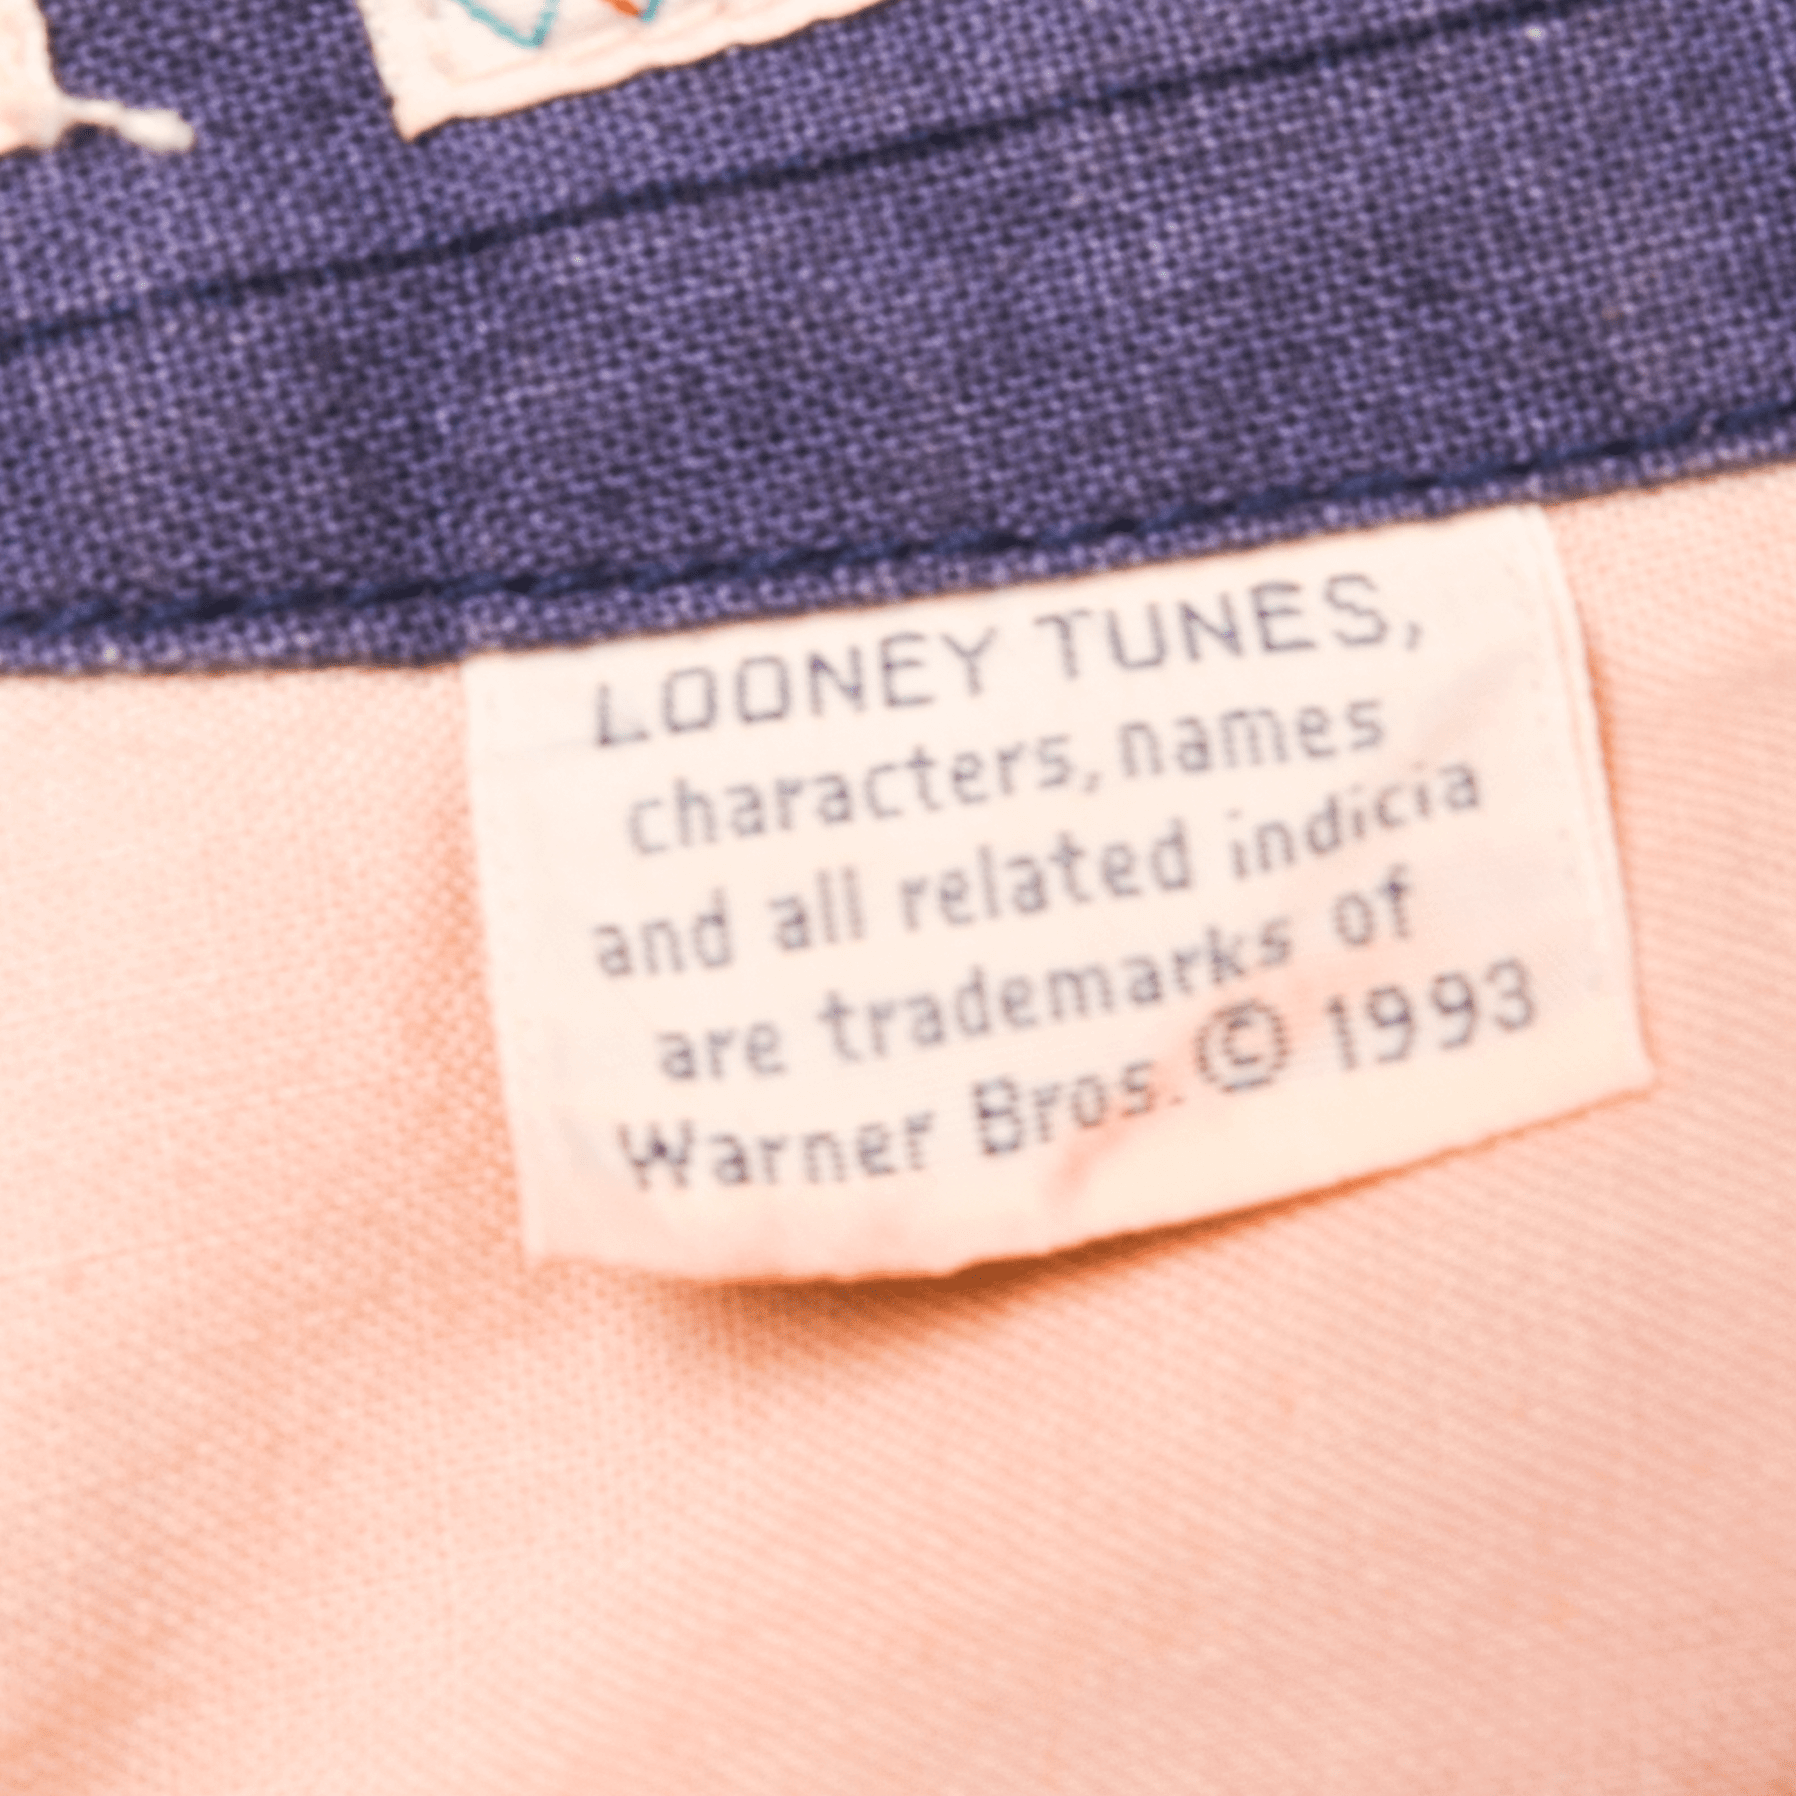 LOONEY TUNES,
characters, names
and all related indicia
are trademarks of
Warner Bros. © 1993